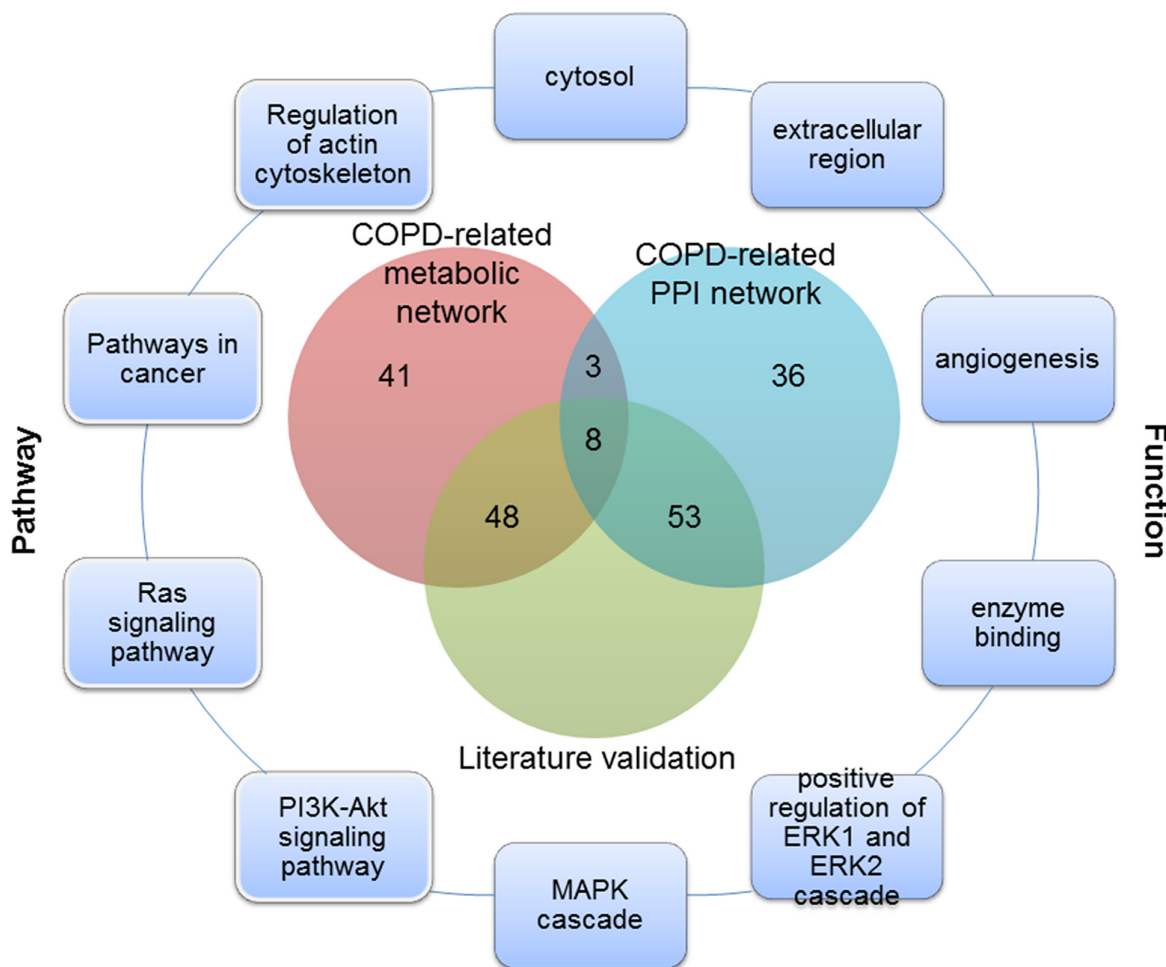 cytosol
Regulation
of actin
cytoskeleton
extracellular
region
COPD-related
metabolic
network
COPD-related
PPI network
Pathways in
cancer
41
3
36
angiogenesis
8
Pathway
Function
48
53
Ras
signaling
pathway
enzyme
binding
Literature validation
PI3K-Akt
signaling
pathway
MAPK
cascade
positive
regulation of
ERK1 and
ERK2
cascade